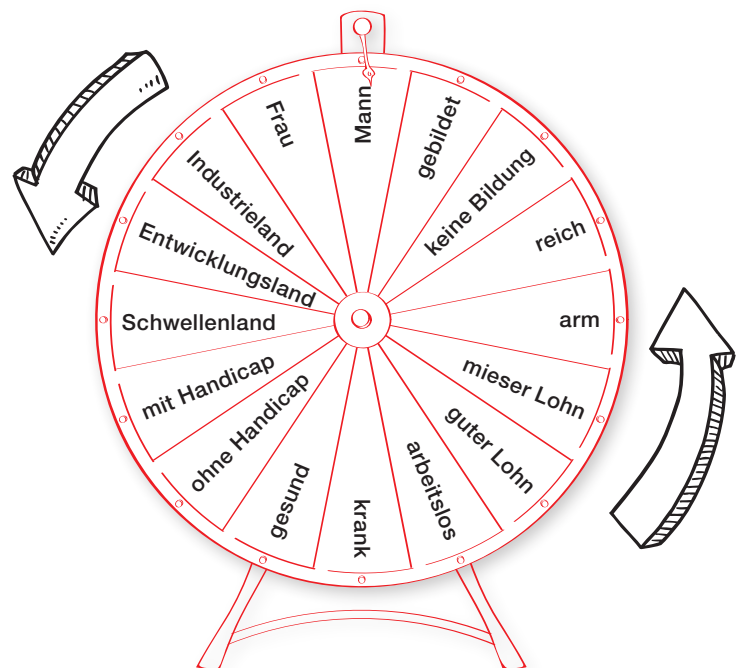 Mann
gebildet
keine Bildung
reich
arm
mieser Lohn
guter Lohn
arbeitslos
krank
gesund
ohne Handicap
mit Handicap
Schwellenland
Entwicklungsland
Industrieland
Frau